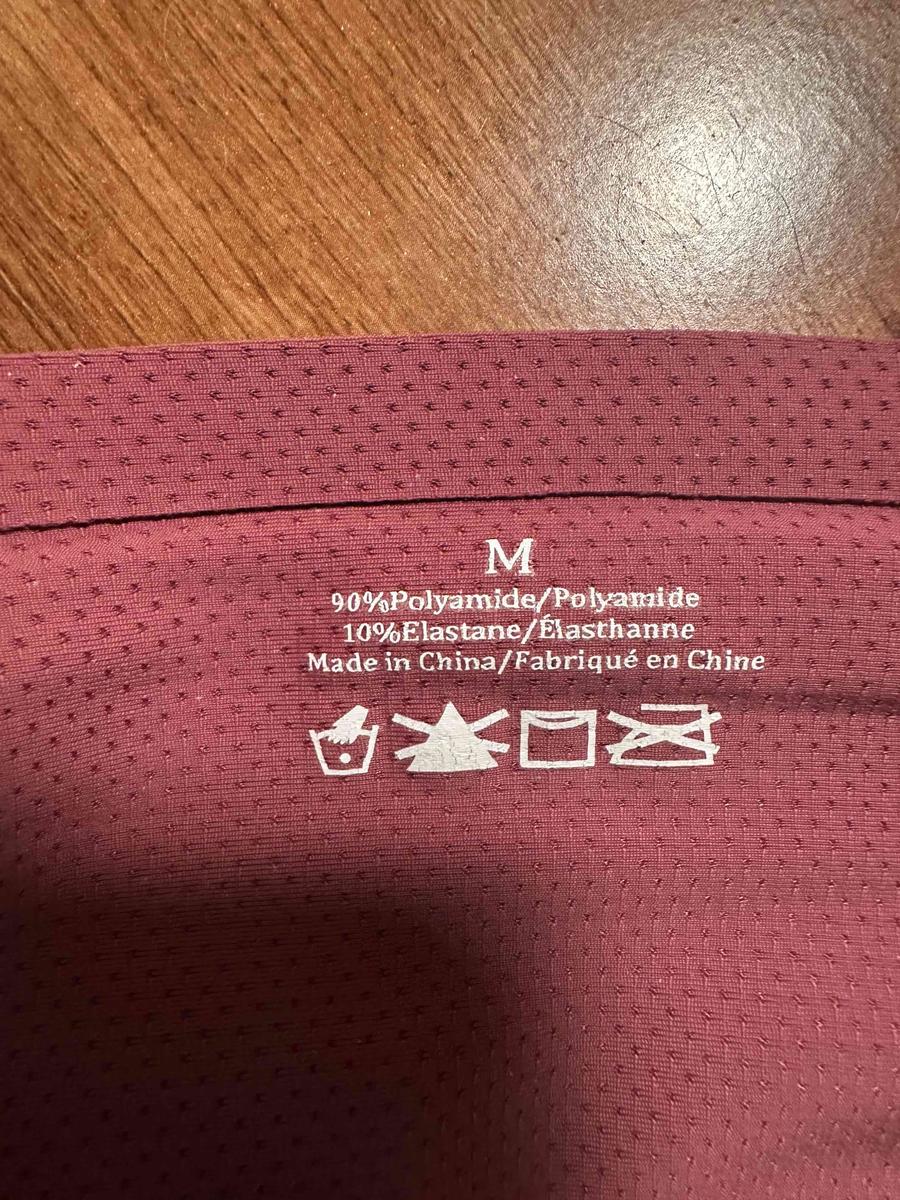 M
90%Polyamide/Polyamide
10%Elastane/Élasthanne
Made in China/Fabriqué en Chine